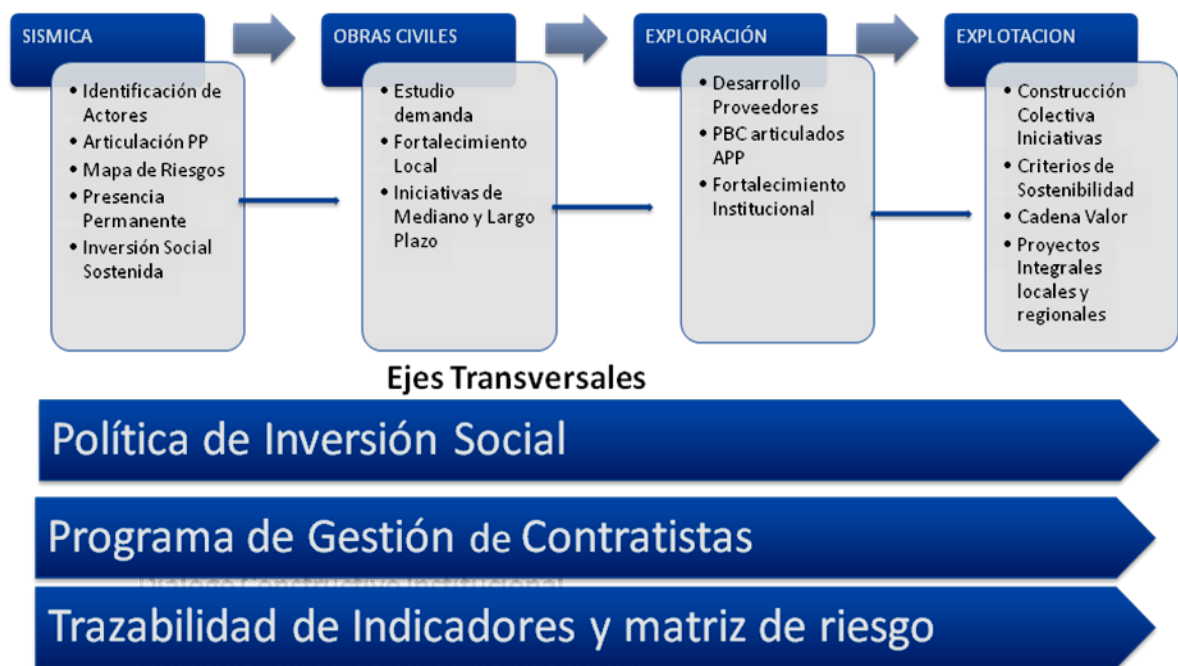 SISMICA
• Identificación de
Actores
• Articulación PP
• Mapa de Riesgos
• Presencia
Permanente
• Inversión Social
Sostenida
OBRAS CIVILES
• Estudio
demanda
• Fortalecimiento
Local
• Iniciativas de
Mediano y Largo
Plazo
EXPLORACIÓN
• Desarrollo
Proveedores
• PBC articulados
APP
• Fortalecimiento
Institucional
EXPLOTACION
• Construcción
Colectiva
Iniciativas
• Criterios de
Sostenibilidad
• Cadena Valor
• Proyectos
Integrales
locales y
regionales
Ejes Transversales
Política de Inversión Social
Programa de Gestión de Contratistas
Dialogo Constructivo Institucional
Trazabilidad de Indicadores y matriz de riesgo